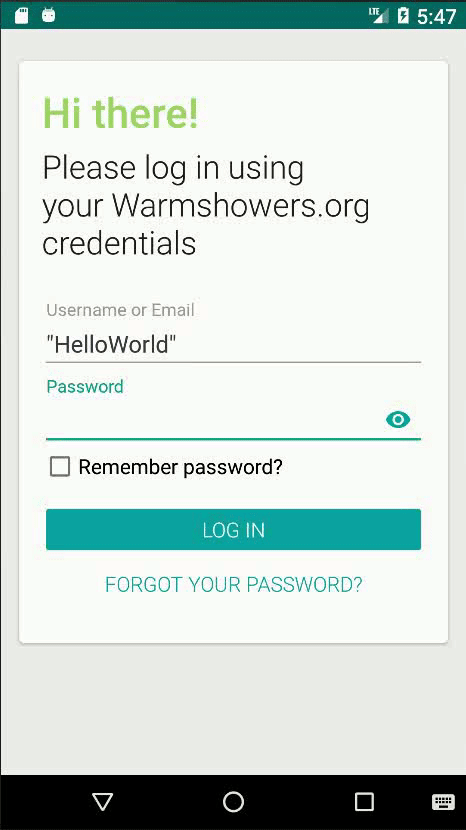 LTE 5:47
Hi there!
Please log in using
your Warmshowers.org
credentials
Username or Email
"HelloWorld"
Password
Remember password?
LOG IN
FORGOT YOUR PASSWORD?